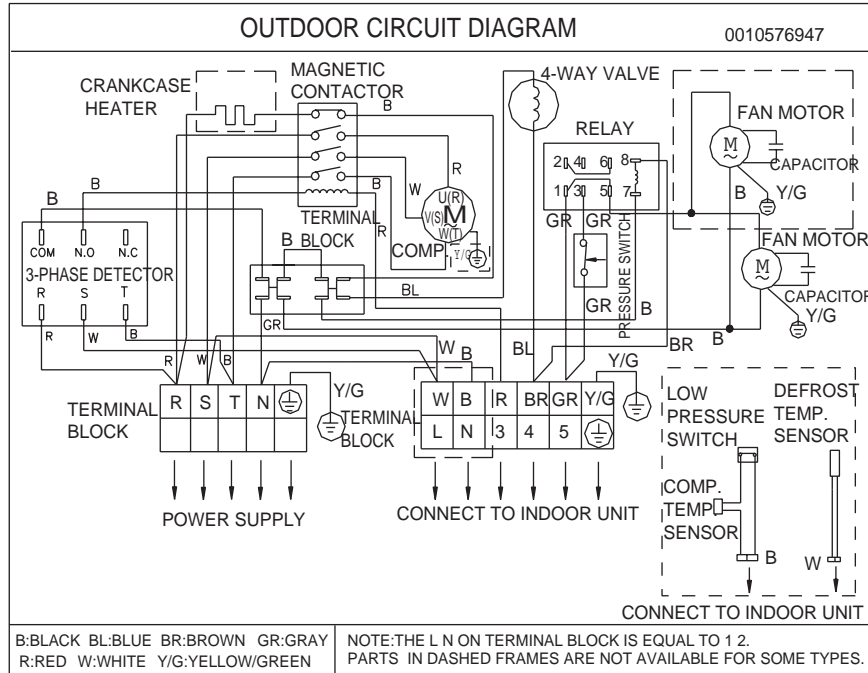 OUTDOOR CIRCUIT DIAGRAM
0010576947
CRANKCASE
HEATER
MAGNETIC
CONTACTOR
B
4-WAY VALVE
FAN MOTOR
RELAY
M
CAPACITOR
B
Y/G
2 4 6 8
1 3 5 7
GR GR
R
W
B
R
U(R)
V(S) M
W(T)
COMP.
Y/G
TERMINAL
BLOCK
B
B
B
COM N.O N.C
3-PHASE DETECTOR
R S T
R W B
BL
GR
PRESSURE SWITCH
GR
B
FAN MOTOR
M
CAPACITOR
Y/G
B
BR
R W B
W B
BL
Y/G
Y/G
TERMINAL
BLOCK
R S T N
TERMINAL
BLOCK
W B R BR GR Y/G
L N 3 4 5
POWER SUPPLY
CONNECT TO INDOOR UNIT
LOW
PRESSURE
SWITCH
DEFROST
TEMP.
SENSOR
COMP.
TEMP.
SENSOR
B
W
CONNECT TO INDOOR UNIT
B:BLACK BL:BLUE BR:BROWN GR:GRAY
R:RED W:WHITE Y/G:YELLOW/GREEN
NOTE:THE L N ON TERMINAL BLOCK IS EQUAL TO 1 2.
PARTS IN DASHED FRAMES ARE NOT AVAILABLE FOR SOME TYPES.